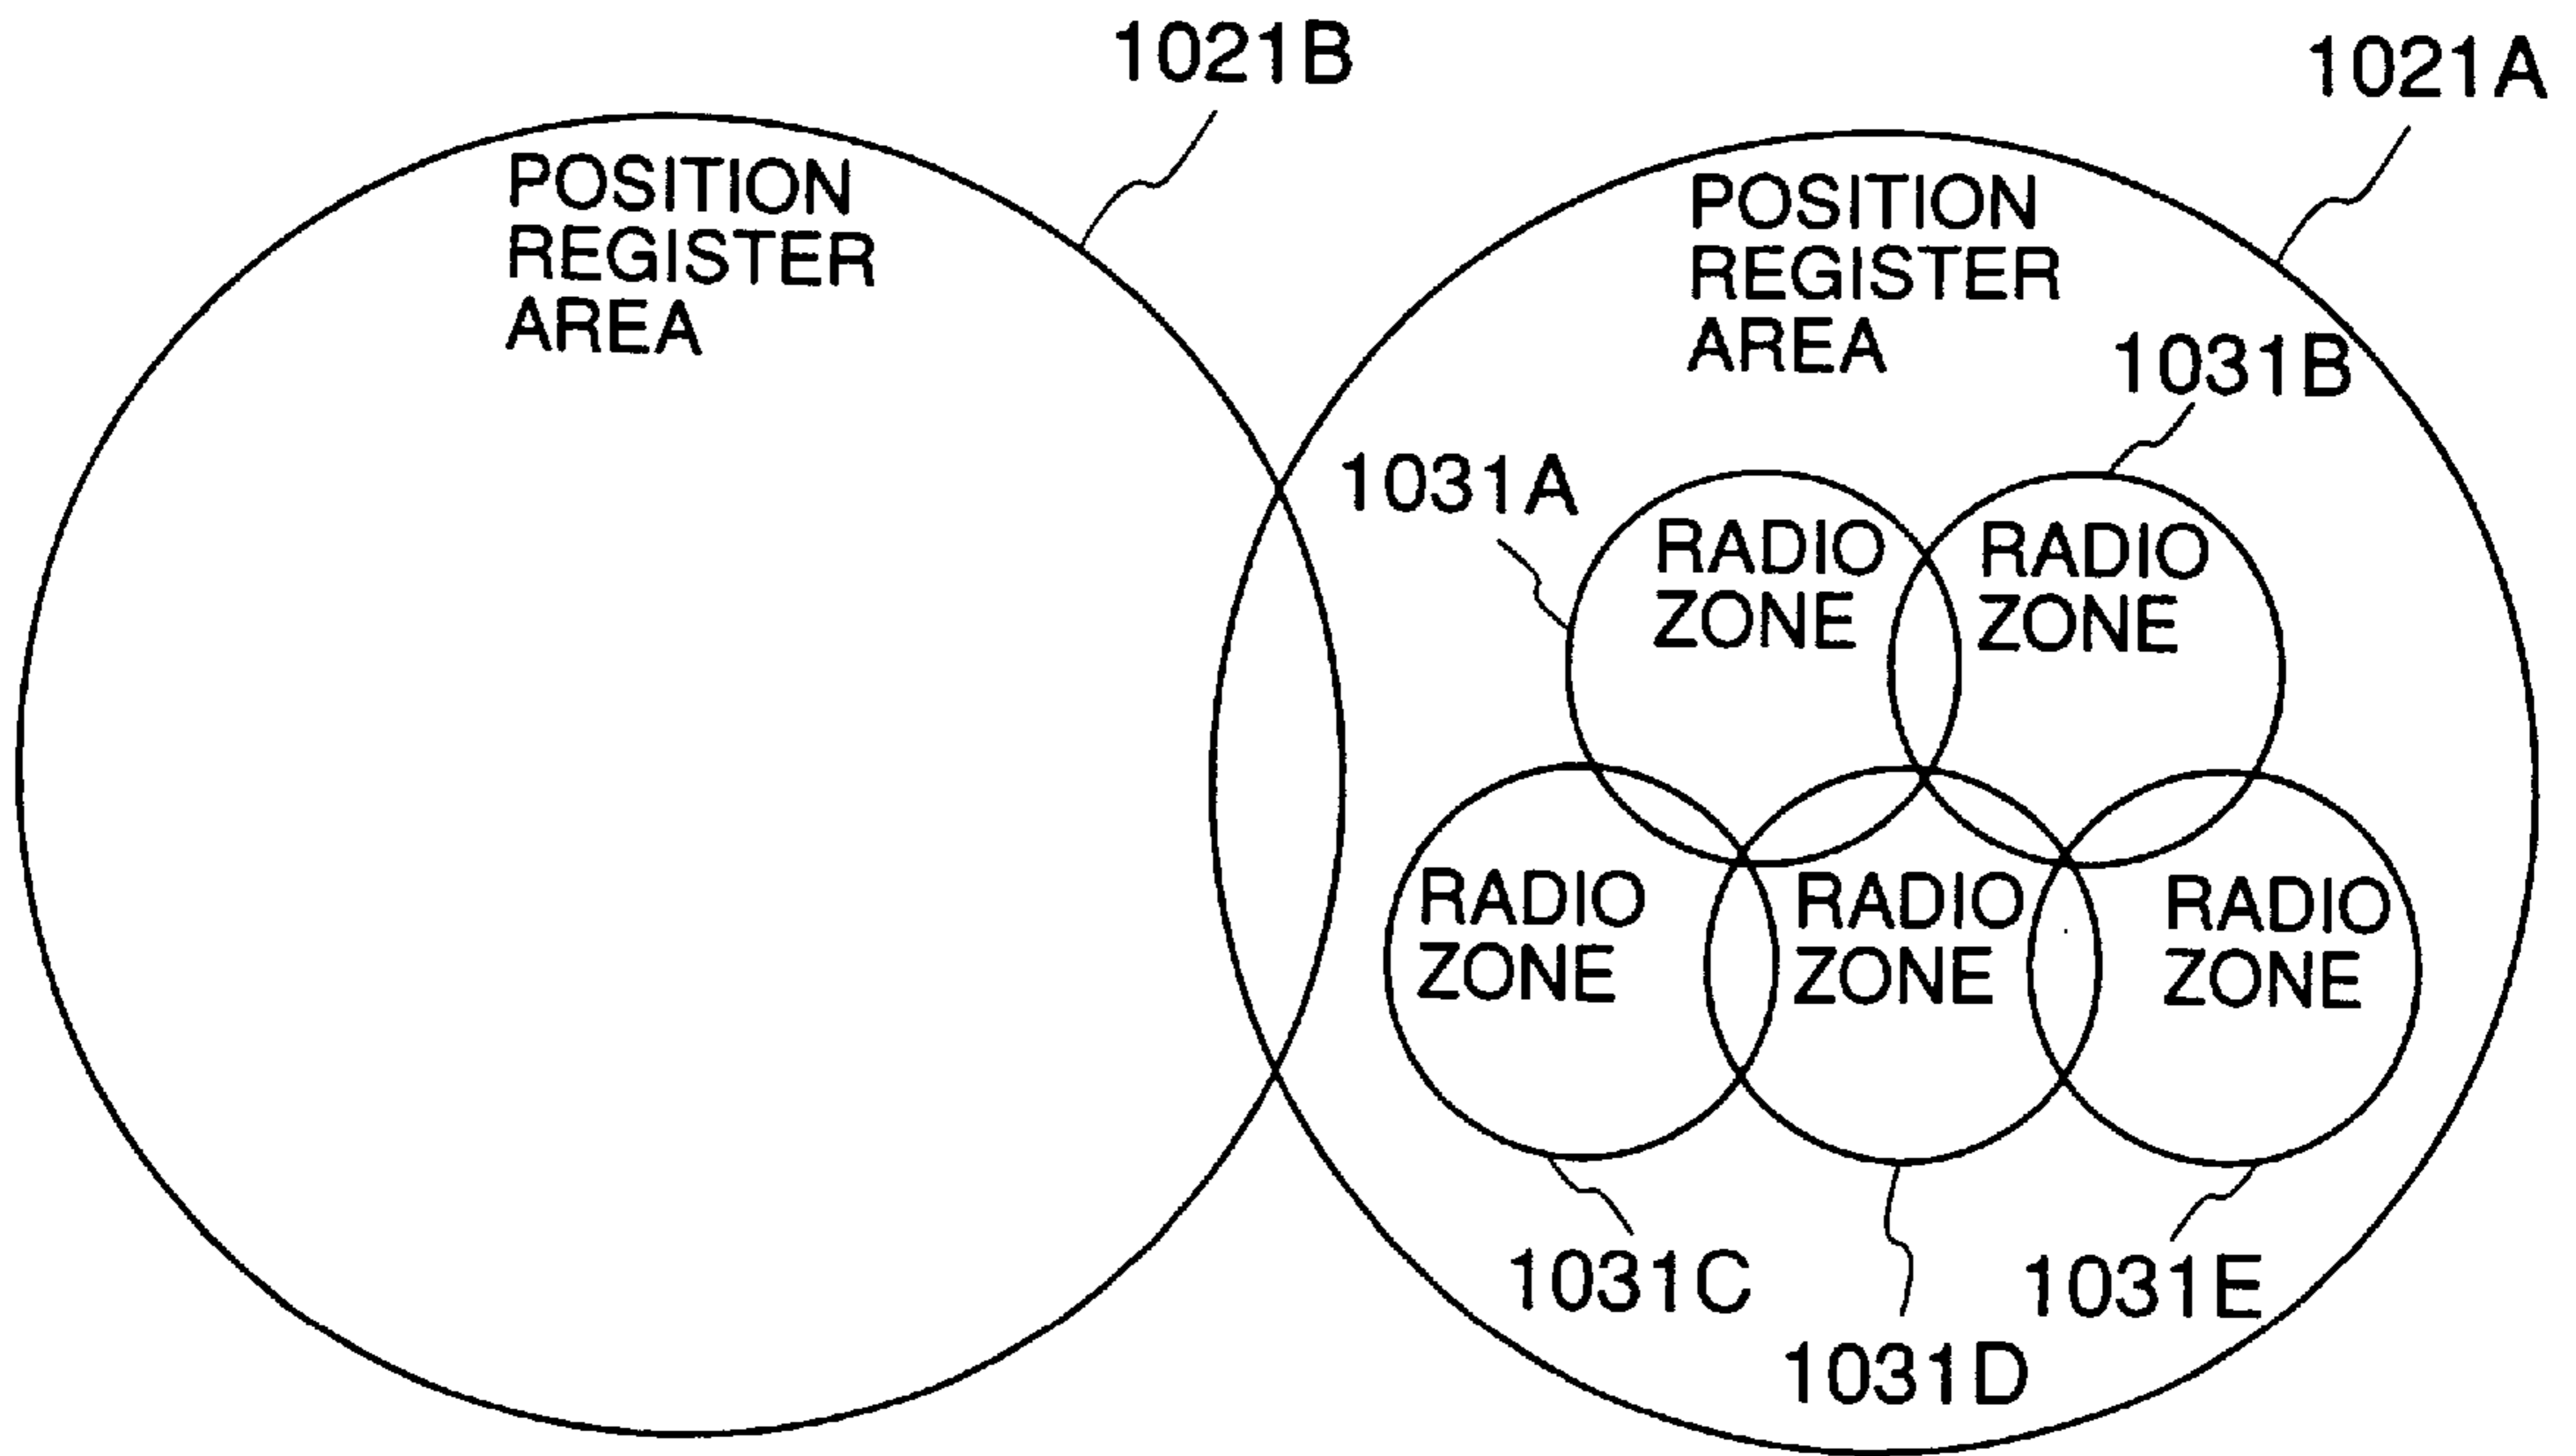 1021B
1021A
POSITION
REGISTER
AREA
POSITION
REGISTER
AREA
1031B
1031A
RADIO
ZONE
RADIO
ZONE
RADIO
ZONE
RADIO
ZONE
RADIO
ZONE
1031C
1031E
1031D